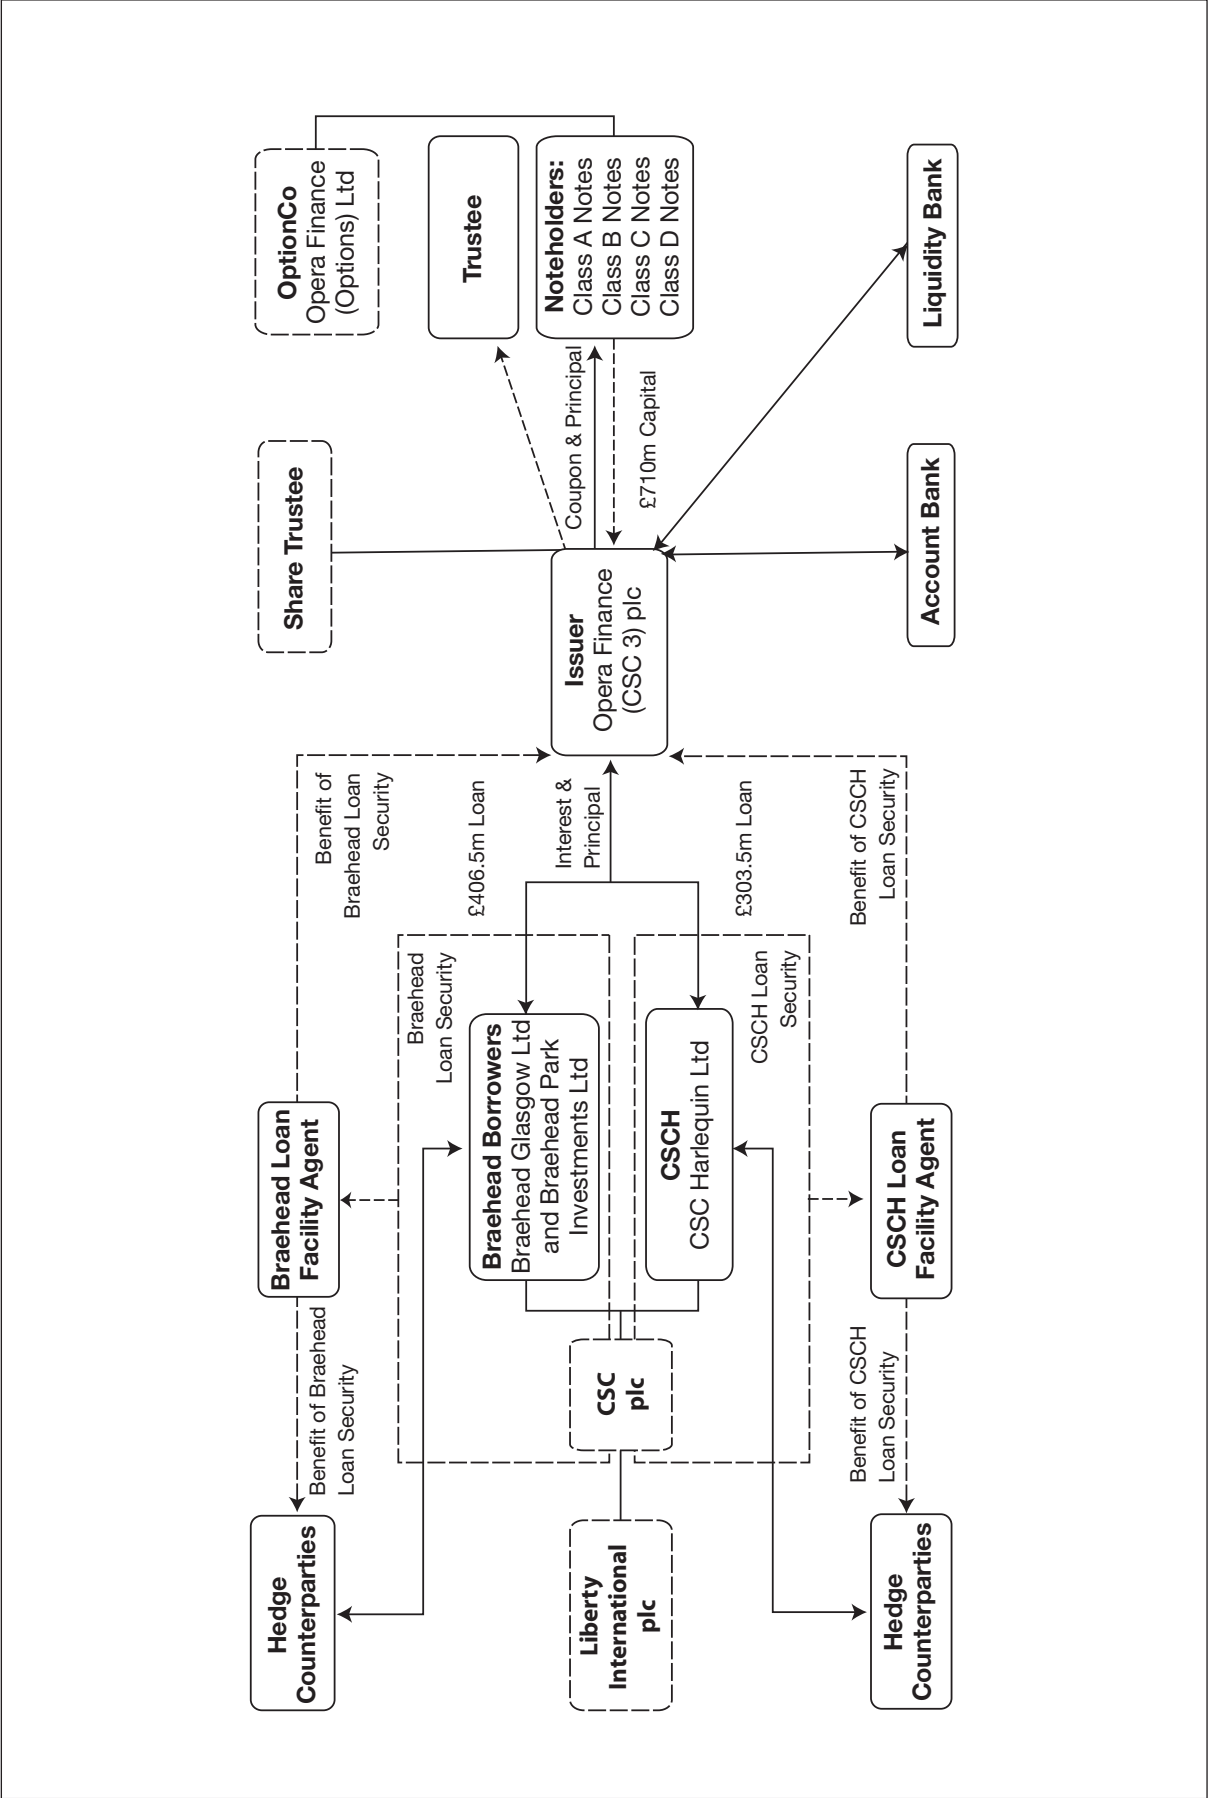 Hedge
Counterparties
Benefit of Braehead
Loan Security
Braehead Loan
Facility Agent
Benefit of
Braehead Loan
Security
Share Trustee
OptionCo
Opera Finance
(Options) Ltd
Braehead
Loan Security
£406.5m Loan
Trustee
Liberty
International
plc
CSC
plc
Braehead Borrowers
Braehead Glasgow Ltd
and Braehead Park
Investments Ltd
Interest &
Principal
Issuer
Opera Finance
(CSC 3) plc
Coupon & Principal
£710m Capital
Noteholders:
Class A Notes
Class B Notes
Class C Notes
Class D Notes
CSCH
CSC Harlequin Ltd
CSCH Loan
Security
£303.5m Loan
Hedge
Counterparties
Benefit of CSCH
Loan Security
CSCH Loan
Facility Agent
Benefit of CSCH
Loan Security
Account Bank
Liquidity Bank